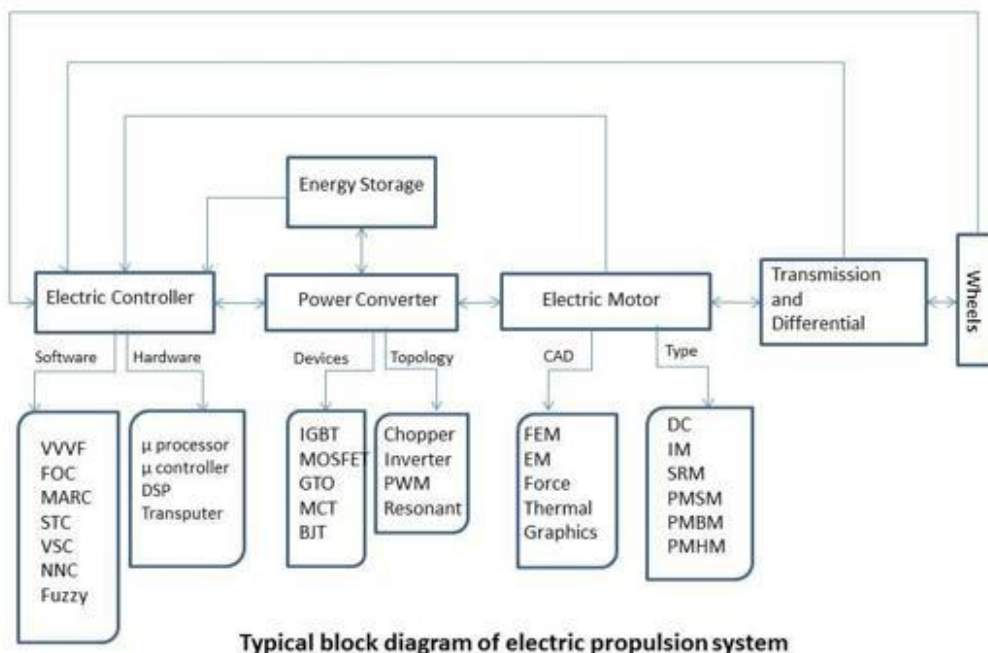 Energy Storage
Electric Controller
Power Converter
Electric Motor
Transmission
and
Differential
Wheels
Software
Hardware
Devices
Topology
CAD
Type
VVVF
FOC
MARC
STC
VSC
NNC
Fuzzy
µ processor
µ controller
DSP
Transputer
IGBT
MOSFET
GTO
MCT
BJT
Chopper
Inverter
PWM
Resonant
FEM
EM
Force
Thermal
Graphics
DC
IM
SRM
PMSM
PMBM
PMHM
Typical block diagram of electric propulsion system